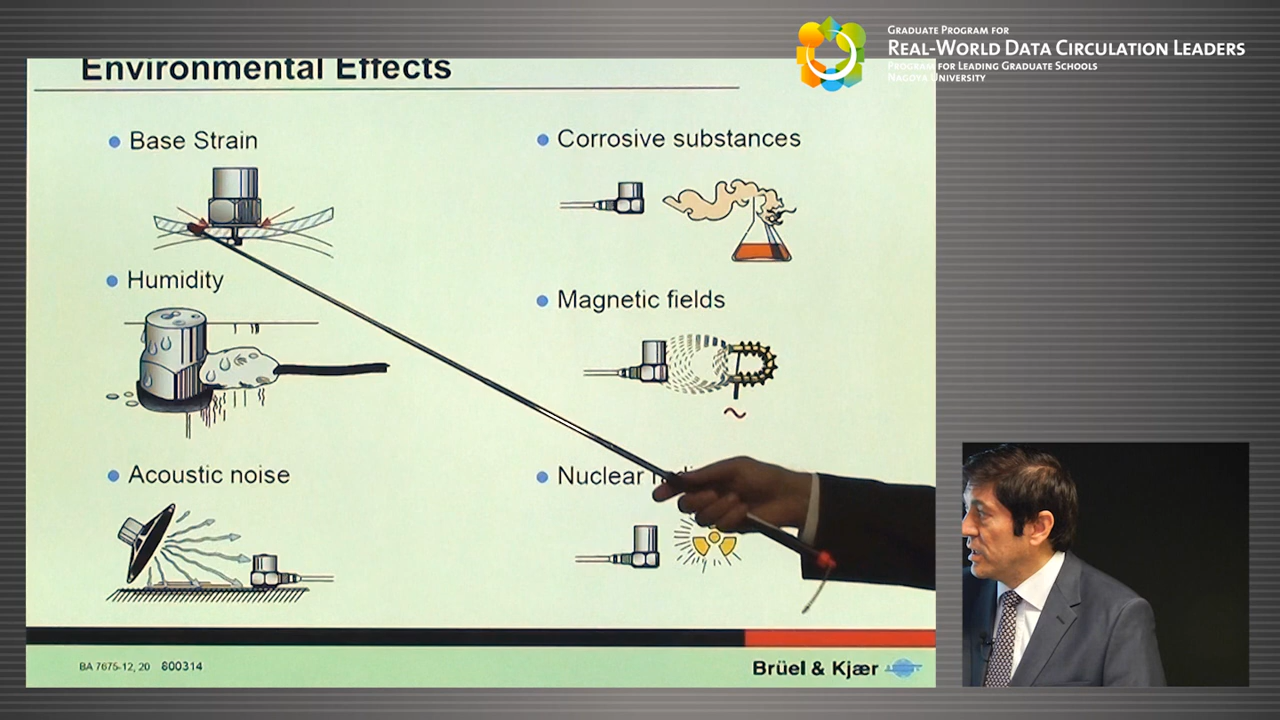 GRADUATE PROGRAM FOR
REAL-WORLD DATA CIRCULATION LEADERS
PROGRAM FOR LEADING GRADUATE SCHOOLS
NAGOYA UNIVERSITY
Environmental Effects
Base Strain
Humidity
Acoustic noise
Corrosive substances
Magnetic fields
Nuclear
BA 7675-12, 20 800314
Brüel & Kjær